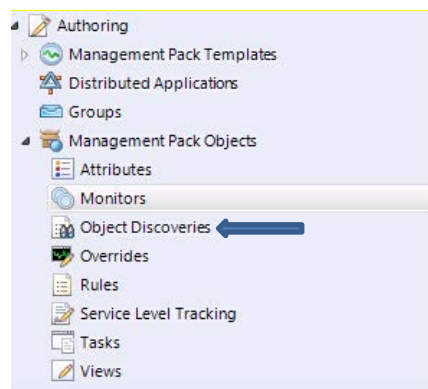 Authoring
Management Pack Templates
Distributed Applications
Groups
Management Pack Objects
Attributes
Monitors
Object Discoveries
Overrides
Rules
Service Level Tracking
Tasks
Views